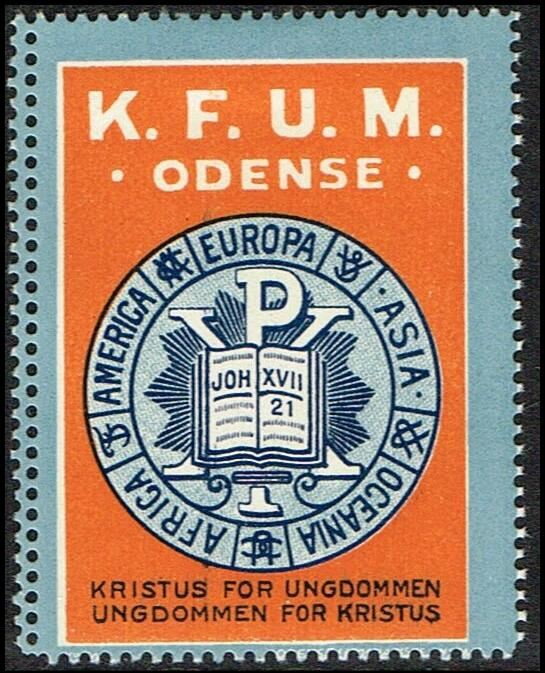 K. F. U. M.
· ODENSE ·
EUROPA
· ASIA ·
OCEANIA
AFRICA
AMERICA
P
JOH XVII
21
KRISTUS FOR UNGDOMMEN
UNGDOMMEN FOR KRISTUS